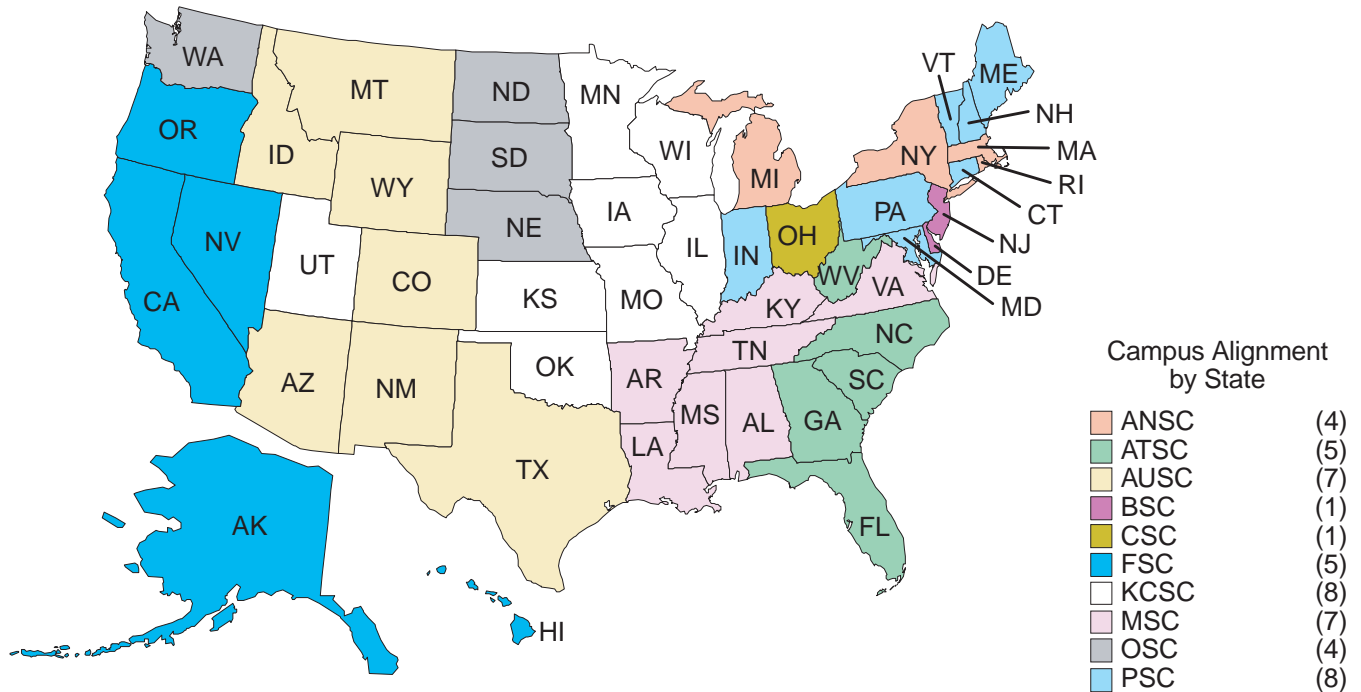 WA
MT
ND
MN
VT
ME
OR
ID
SD
WI
NH
WY
MI
NY
MA
RI
NV
NE
IA
PA
CT
UT
IL
IN
OH
NJ
CA
CO
KS
MO
WV
VA
DE
KY
MD
AZ
NM
OK
AR
TN
NC
SC
MS
AL
GA
LA
TX
FL
AK
HI
Campus Alignment
by State
ANSC (4)
ATSC (5)
AUSC (7)
BSC (1)
CSC (1)
FSC (5)
KCSC (8)
MSC (7)
OSC (4)
PSC (8)